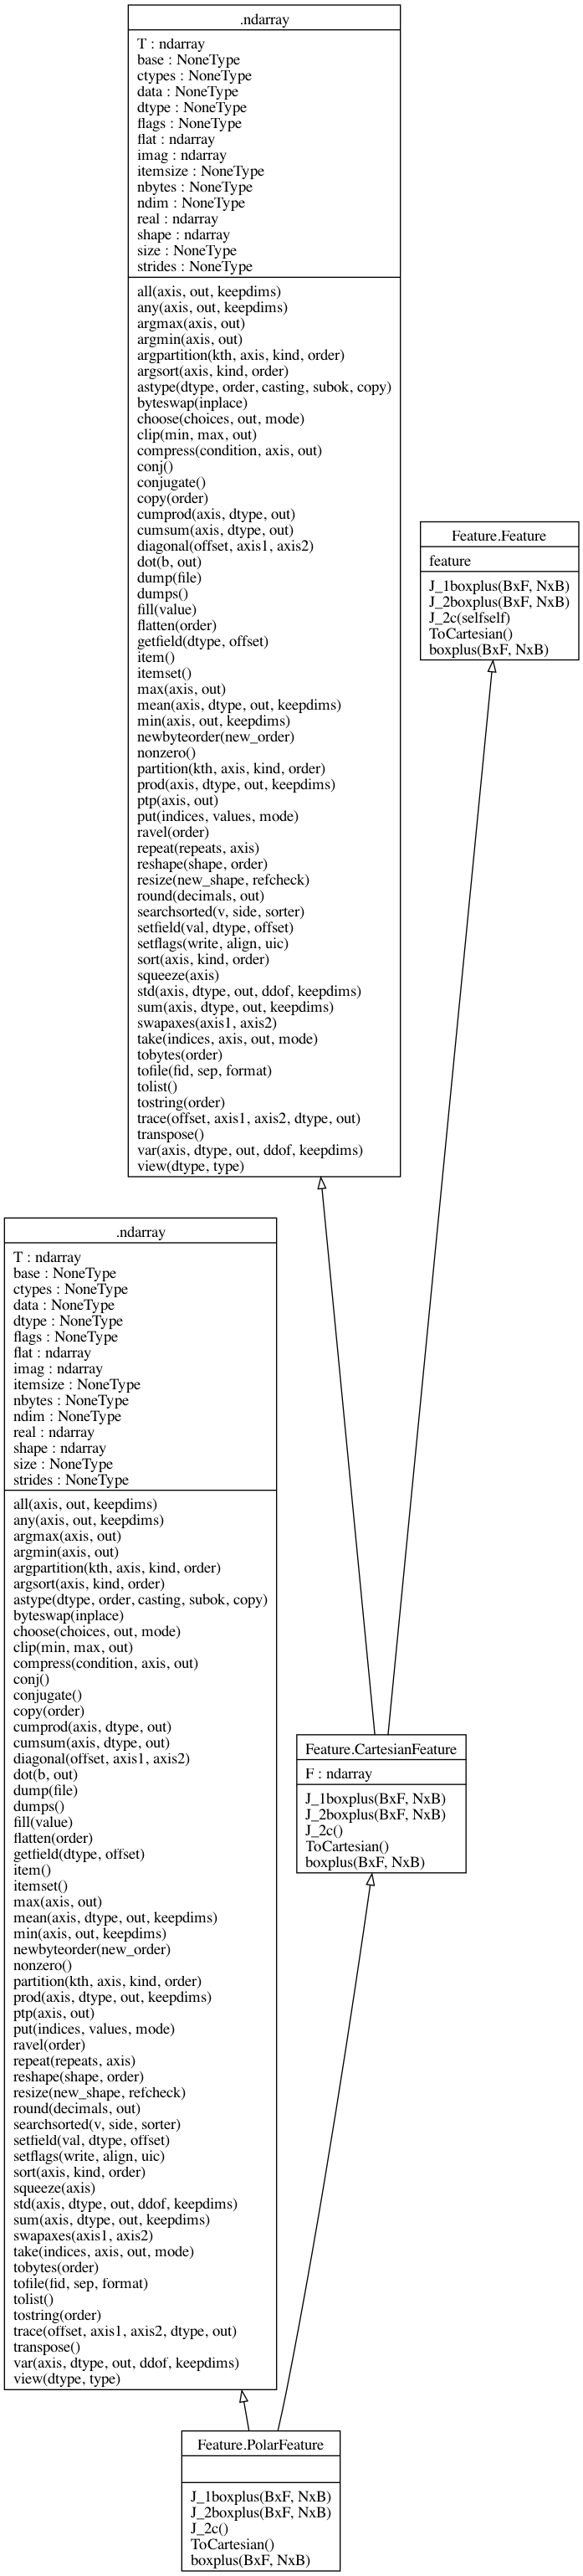 .ndarray
T : ndarray
base : NoneType
ctypes : NoneType
data : NoneType
dtype : NoneType
flags : NoneType
flat : ndarray
imag : ndarray
itemsize : NoneType
nbytes : NoneType
ndim : NoneType
real : ndarray
shape : ndarray
size : NoneType
strides : NoneType
all(axis, out, keepdims)
any(axis, out, keepdims)
argmax(axis, out)
argmin(axis, out)
argpartition(kth, axis, kind, order)
argsort(axis, kind, order)
astype(dtype, order, casting, subok, copy)
byteswap(inplace)
choose(choices, out, mode)
clip(min, max, out)
compress(condition, axis, out)
conj()
conjugate()
copy(order)
cumprod(axis, dtype, out)
cumsum(axis, dtype, out)
diagonal(offset, axis1, axis2)
dot(b, out)
dump(file)
dumps()
fill(value)
flatten(order)
getfield(dtype, offset)
item()
itemset()
max(axis, out)
mean(axis, dtype, out, keepdims)
min(axis, out, keepdims)
newbyteorder(new_order)
nonzero()
partition(kth, axis, kind, order)
prod(axis, dtype, out, keepdims)
ptp(axis, out)
put(indices, values, mode)
ravel(order)
repeat(repeats, axis)
reshape(shape, order)
resize(new_shape, refcheck)
round(decimals, out)
searchsorted(v, side, sorter)
setfield(val, dtype, offset)
setflags(write, align, uic)
sort(axis, kind, order)
squeeze(axis)
std(axis, dtype, out, ddof, keepdims)
sum(axis, dtype, out, keepdims)
swapaxes(axis1, axis2)
take(indices, axis, out, mode)
tobytes(order)
tofile(fid, sep, format)
tolist()
tostring(order)
trace(offset, axis1, axis2, dtype, out)
transpose()
var(axis, dtype, out, ddof, keepdims)
view(dtype, type)
Feature.Feature
feature
J_1boxplus(BxF, NxB)
J_2boxplus(BxF, NxB)
J_2c(selfself)
ToCartesian()
boxplus(BxF, NxB)
.ndarray
T : ndarray
base : NoneType
ctypes : NoneType
data : NoneType
dtype : NoneType
flags : NoneType
flat : ndarray
imag : ndarray
itemsize : NoneType
nbytes : NoneType
ndim : NoneType
real : ndarray
shape : ndarray
size : NoneType
strides : NoneType
all(axis, out, keepdims)
any(axis, out, keepdims)
argmax(axis, out)
argmin(axis, out)
argpartition(kth, axis, kind, order)
argsort(axis, kind, order)
astype(dtype, order, casting, subok, copy)
byteswap(inplace)
choose(choices, out, mode)
clip(min, max, out)
compress(condition, axis, out)
conj()
conjugate()
copy(order)
cumprod(axis, dtype, out)
cumsum(axis, dtype, out)
diagonal(offset, axis1, axis2)
dot(b, out)
dump(file)
dumps()
fill(value)
flatten(order)
getfield(dtype, offset)
item()
itemset()
max(axis, out)
mean(axis, dtype, out, keepdims)
min(axis, out, keepdims)
newbyteorder(new_order)
nonzero()
partition(kth, axis, kind, order)
prod(axis, dtype, out, keepdims)
ptp(axis, out)
put(indices, values, mode)
ravel(order)
repeat(repeats, axis)
reshape(shape, order)
resize(new_shape, refcheck)
round(decimals, out)
searchsorted(v, side, sorter)
setfield(val, dtype, offset)
setflags(write, align, uic)
sort(axis, kind, order)
squeeze(axis)
std(axis, dtype, out, ddof, keepdims)
sum(axis, dtype, out, keepdims)
swapaxes(axis1, axis2)
take(indices, axis, out, mode)
tobytes(order)
tofile(fid, sep, format)
tolist()
tostring(order)
trace(offset, axis1, axis2, dtype, out)
transpose()
var(axis, dtype, out, ddof, keepdims)
view(dtype, type)
Feature.CartesianFeature
F : ndarray
J_1boxplus(BxF, NxB)
J_2boxplus(BxF, NxB)
J_2c()
ToCartesian()
boxplus(BxF, NxB)
Feature.PolarFeature
J_1boxplus(BxF, NxB)
J_2boxplus(BxF, NxB)
J_2c()
ToCartesian()
boxplus(BxF, NxB)